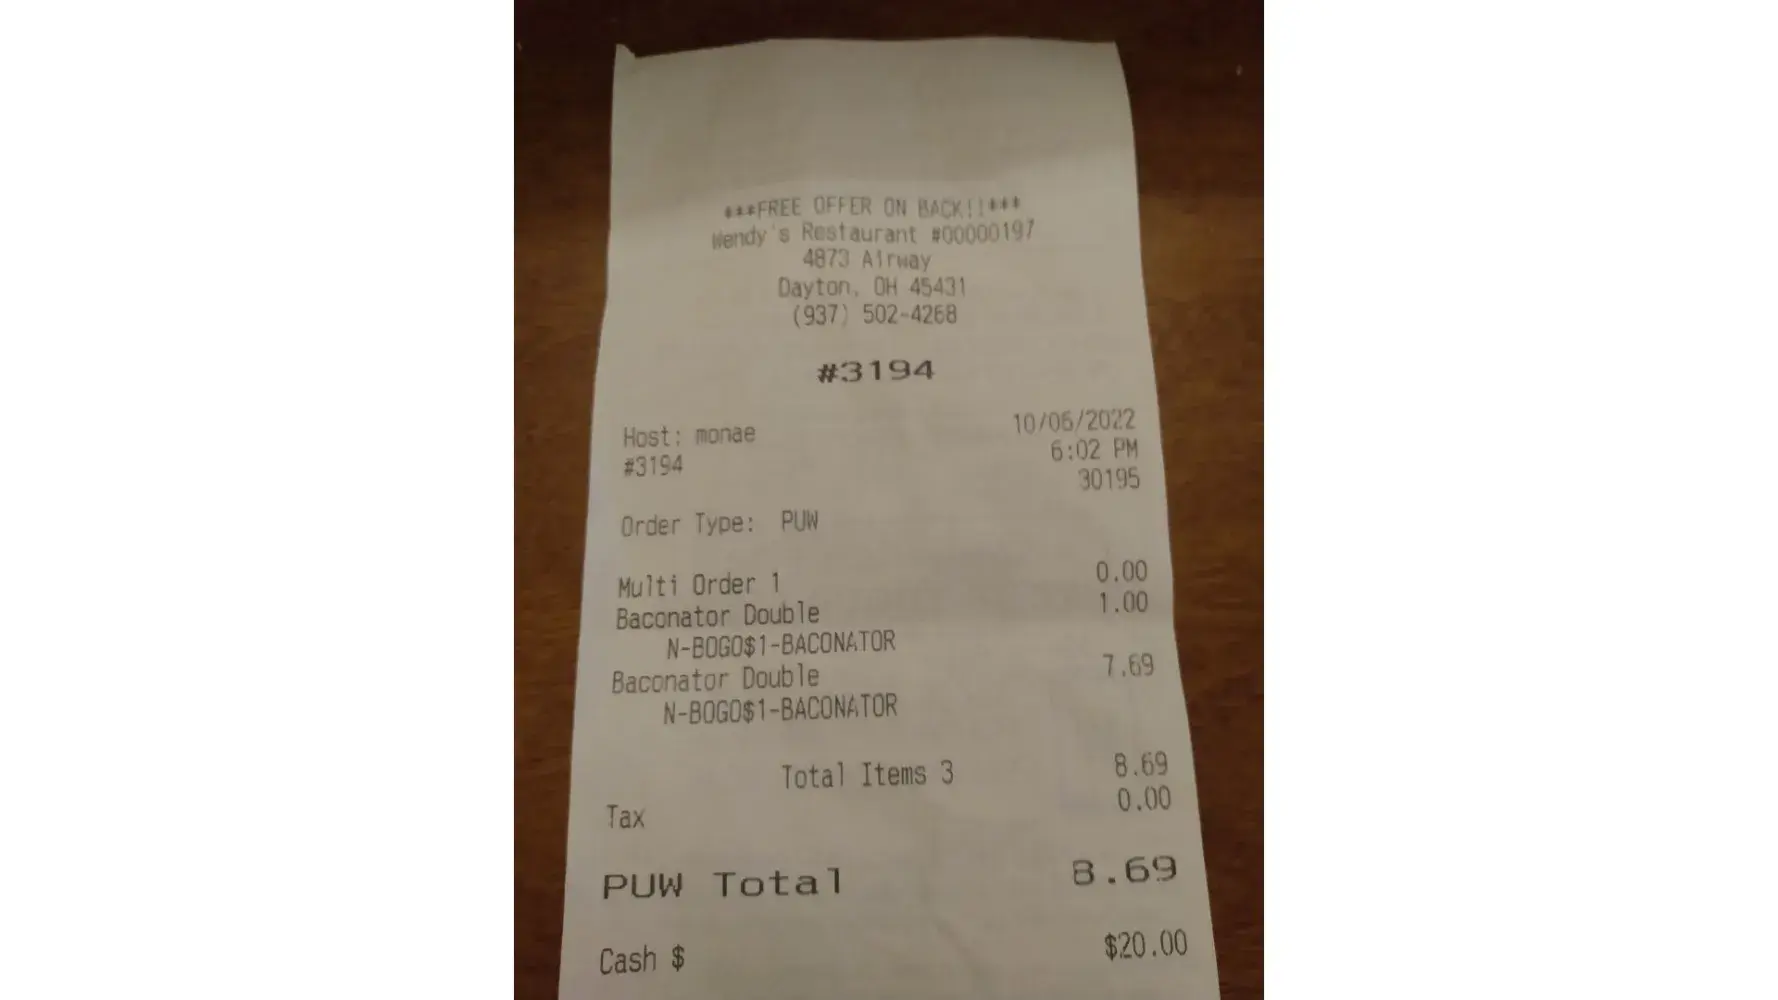 ***FREE OFFER ON BACK!!***
Wendy's Restaurant #00000197
4873 Airway
Dayton, OH 45431
(937) 502-4268
#3194
Host: monae 10/06/2022
#3194 6:02 PM
30195
Order Type: PUW
Multi Order 1 0.00
Baconator Double 1.00
N-BOGO$1-BACONATOR
Baconator Double 7.69
N-BOGO$1-BACONATOR
Total Items 3 8.69
Tax 0.00
PUW Total 8.69
Cash $ $20.00